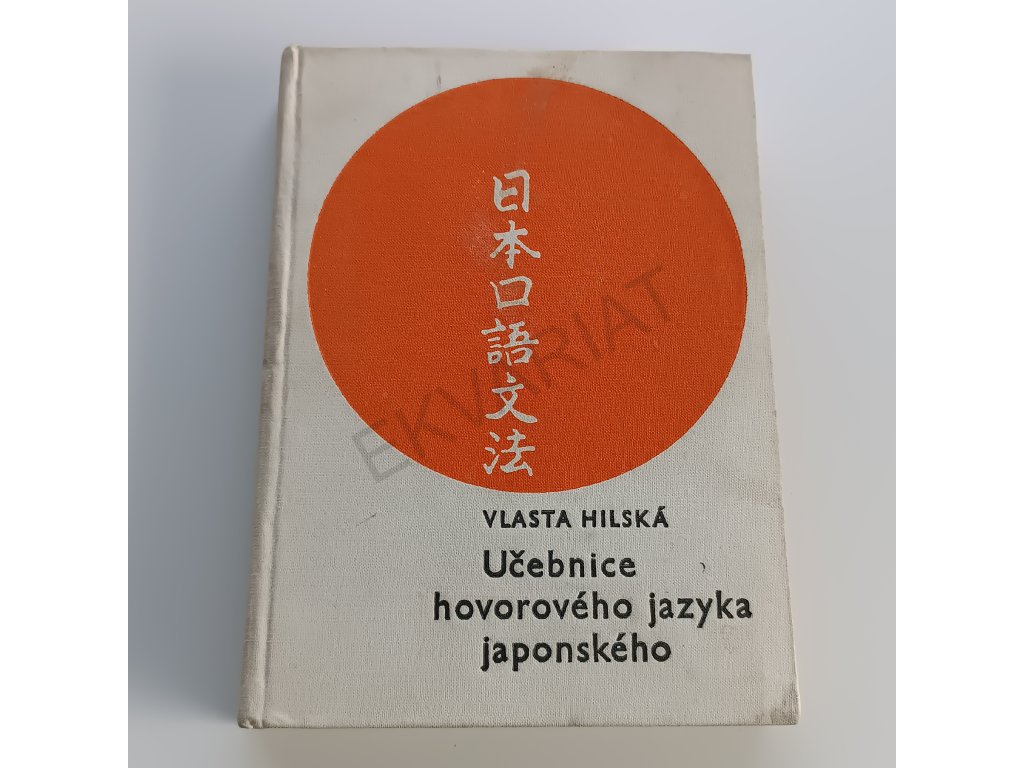 日本口語文法
EKVARIAT
VLASTA HILSKÁ
Učebnice
hovorového jazyka
japonského